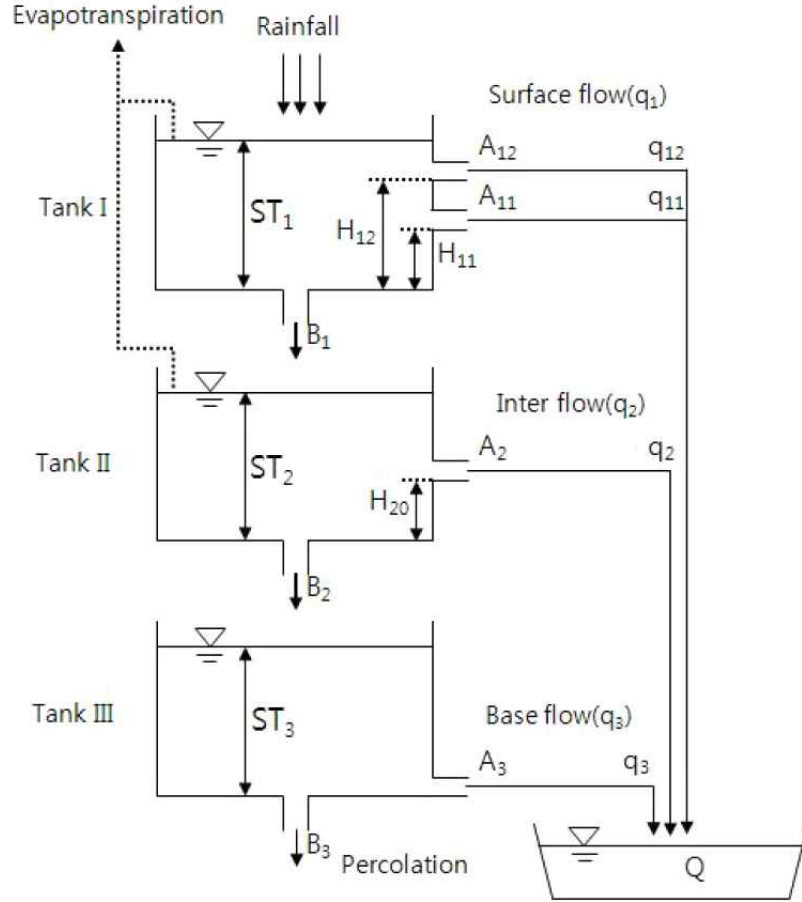 Evapotranspiration
Rainfall
Surface flow(q₁)
A₁₂ q₁₂
Tank Ⅰ ST₁ H₁₂ A₁₁ q₁₁
H₁₁
B₁
Inter flow(q₂)
Tank Ⅱ ST₂ A₂ q₂
H₂₀
B₂
Tank Ⅲ ST₃ Base flow(q₃)
A₃ q₃
B₃
Percolation
Q